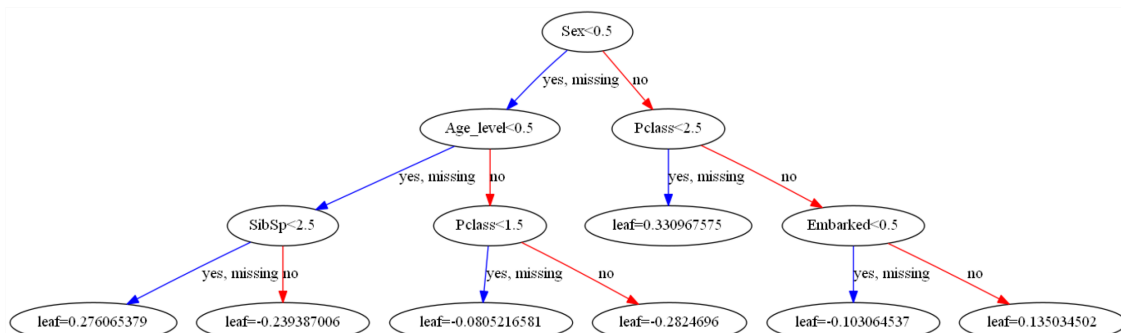 Sex<0.5
yes, missing
no
Age_level<0.5
Pclass<2.5
yes, missing
no
yes, missing
no
SibSp<2.5
Pclass<1.5
leaf=0.330967575
Embarked<0.5
yes, missing
no
yes, missing
no
yes, missing
no
leaf=0.276065379
leaf=-0.239387006
leaf=-0.0805216581
leaf=-0.2824696
leaf=-0.103064537
leaf=0.135034502